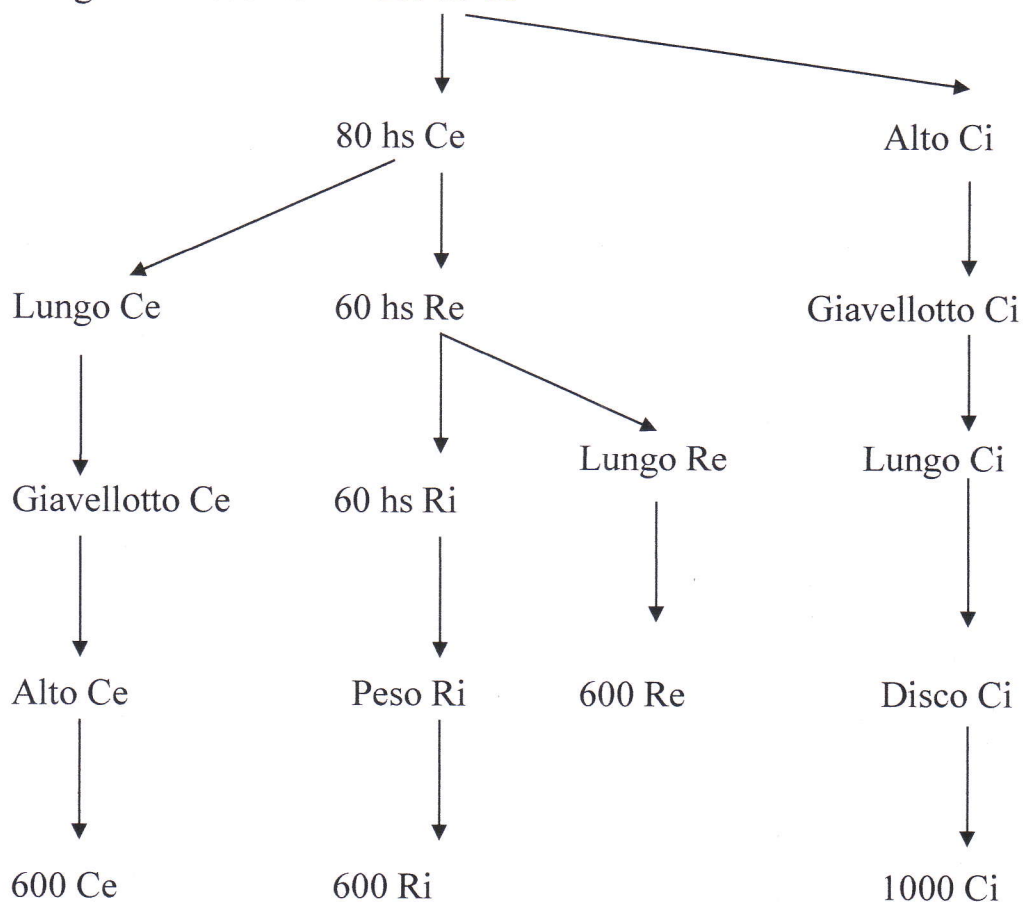 80 hs Ce Alto Ci
Lungo Ce 60 hs Re Giavellotto Ci
Lungo Re Lungo Ci
Giavellotto Ce 60 hs Ri
Alto Ce Peso Ri 600 Re Disco Ci
600 Ce 600 Ri 1000 Ci